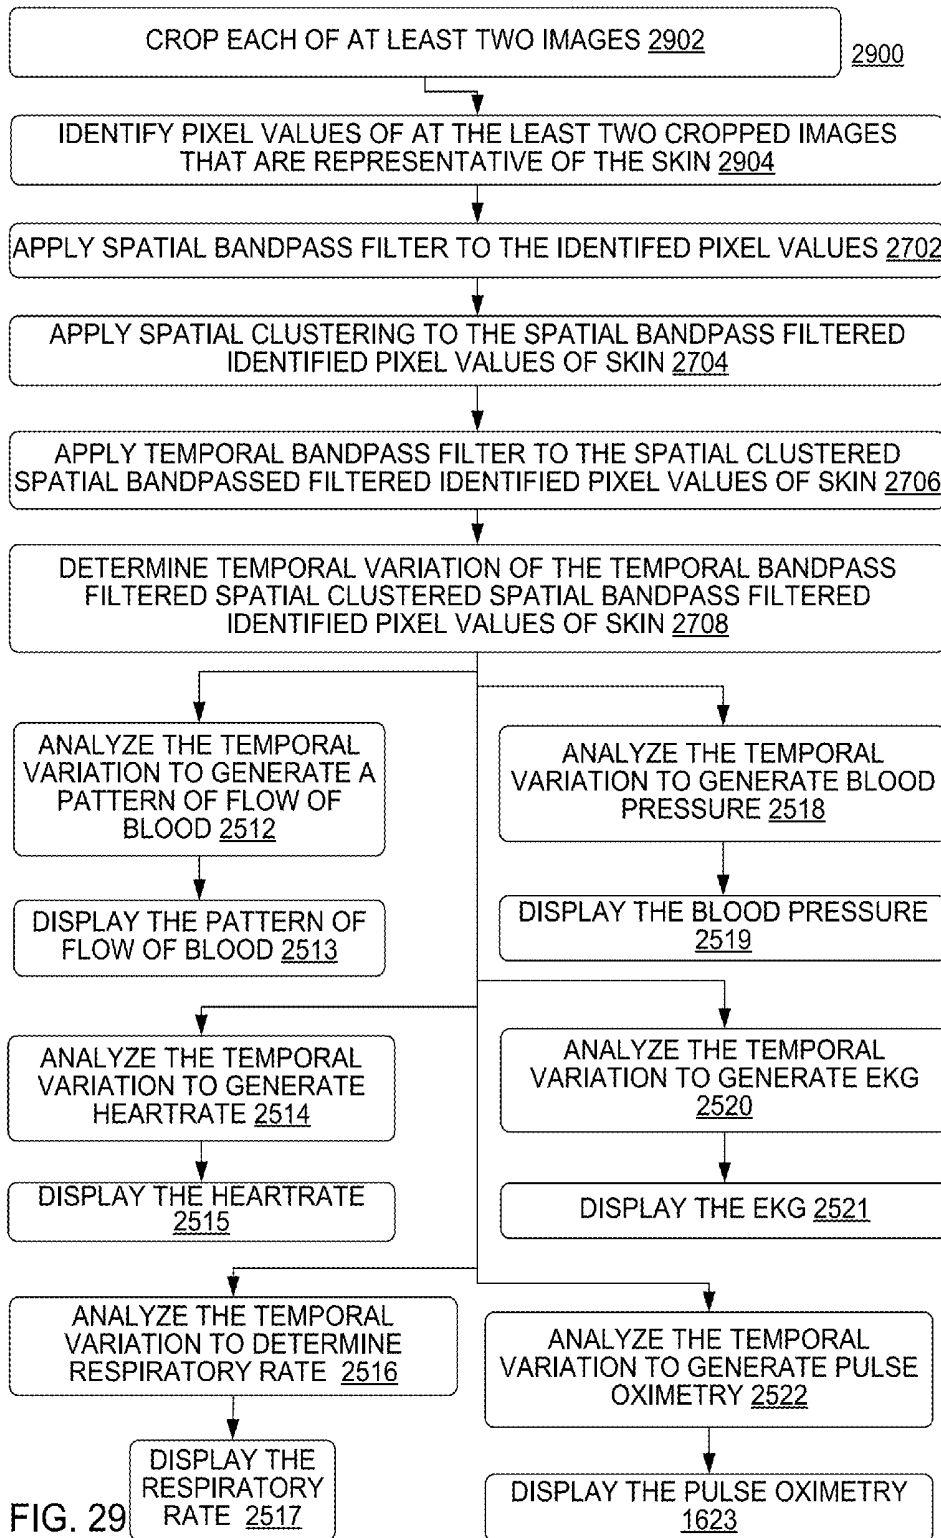 CROP EACH OF AT LEAST TWO IMAGES 2902
2900
IDENTIFY PIXEL VALUES OF AT THE LEAST TWO CROPPED IMAGES
THAT ARE REPRESENTATIVE OF THE SKIN 2904
APPLY SPATIAL BANDPASS FILTER TO THE IDENTIFED PIXEL VALUES 2702
APPLY SPATIAL CLUSTERING TO THE SPATIAL BANDPASS FILTERED
IDENTIFIED PIXEL VALUES OF SKIN 2704
APPLY TEMPORAL BANDPASS FILTER TO THE SPATIAL CLUSTERED
SPATIAL BANDPASSED FILTERED IDENTIFIED PIXEL VALUES OF SKIN 2706
DETERMINE TEMPORAL VARIATION OF THE TEMPORAL BANDPASS
FILTERED SPATIAL CLUSTERED SPATIAL BANDPASS FILTERED
IDENTIFIED PIXEL VALUES OF SKIN 2708
ANALYZE THE TEMPORAL
VARIATION TO GENERATE A
PATTERN OF FLOW OF
BLOOD 2512
ANALYZE THE TEMPORAL
VARIATION TO GENERATE BLOOD
PRESSURE 2518
DISPLAY THE PATTERN OF
FLOW OF BLOOD 2513
DISPLAY THE BLOOD PRESSURE
2519
ANALYZE THE TEMPORAL
VARIATION TO GENERATE
HEARTRATE 2514
ANALYZE THE TEMPORAL
VARIATION TO GENERATE EKG
2520
DISPLAY THE HEARTRATE
2515
DISPLAY THE EKG 2521
ANALYZE THE TEMPORAL
VARIATION TO DETERMINE
RESPIRATORY RATE 2516
ANALYZE THE TEMPORAL
VARIATION TO GENERATE PULSE
OXIMETRY 2522
DISPLAY THE
RESPIRATORY
RATE 2517
DISPLAY THE PULSE OXIMETRY
1623
FIG. 29